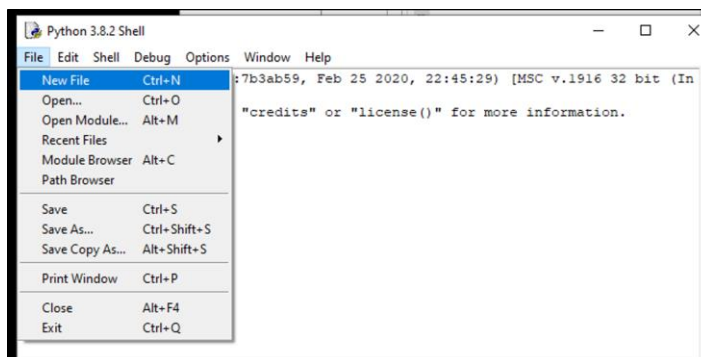 Python 3.8.2 Shell
File Edit Shell Debug Options Window Help
New File Ctrl+N :7b3ab59, Feb 25 2020, 22:45:29) [MSC v.1916 32 bit (In
Open... Ctrl+O
Open Module... Alt+M "credits" or "license()" for more information.
Recent Files
Module Browser Alt+C
Path Browser
Save Ctrl+S
Save As... Ctrl+Shift+S
Save Copy As... Alt+Shift+S
Print Window Ctrl+P
Close Alt+F4
Exit Ctrl+Q